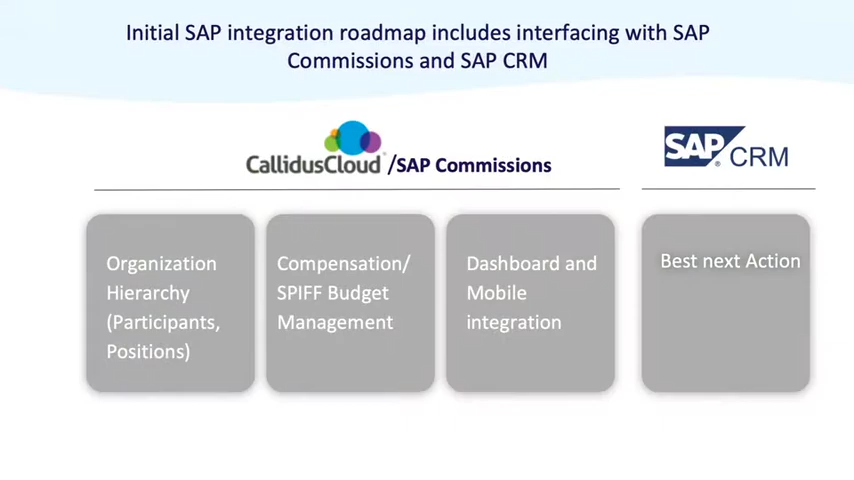 Initial SAP integration roadmap includes interfacing with SAP
Commissions and SAP CRM
CallidusCloud /SAP Commissions
SAP CRM
Organization
Hierarchy
(Participants,
Positions)
Compensation/
SPIFF Budget
Management
Dashboard and
Mobile
integration
Best next Action